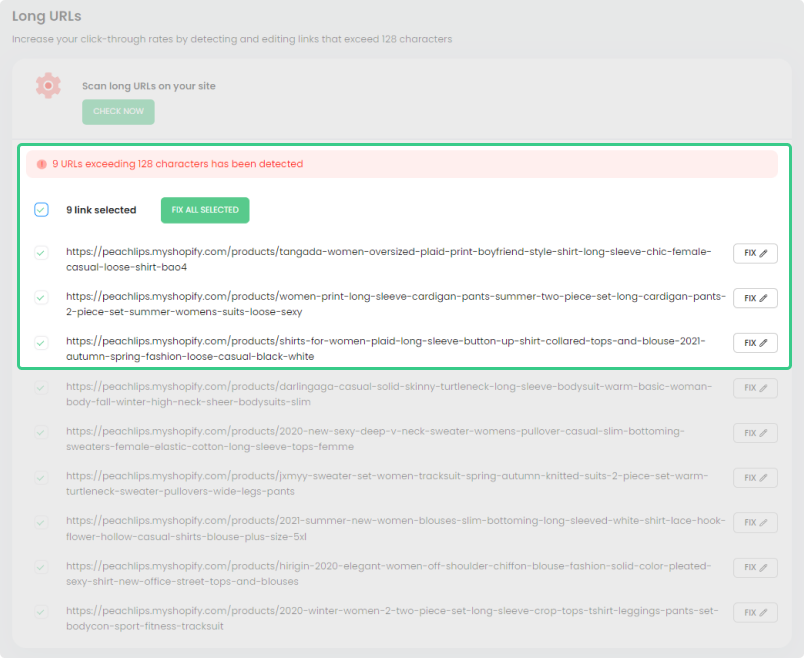 Long URLs
Increase your click-through rates by detecting and editing links that exceed 128 characters
Scan long URLs on your site
CHECK NOW
9 URLs exceeding 128 characters has been detected
9 link selected
FIX ALL SELECTED
https://peachlips.myshopify.com/products/tangada-women-oversized-plaid-print-boyfriend-style-shirt-long-sleeve-chic-female-
casual-loose-shirt-bao4
FIX
https://peachlips.myshopify.com/products/women-print-long-sleeve-cardigan-pants-summer-two-piece-set-long-cardigan-pants-
2-piece-set-summer-womens-suits-loose-sexy
FIX
https://peachlips.myshopify.com/products/shirts-for-women-plaid-long-sleeve-button-up-shirt-collared-tops-and-blouse-2021-
autumn-spring-fashion-loose-casual-black-white
FIX
https://peachlips.myshopify.com/products/darlingaga-casual-solid-skinny-turtleneck-long-sleeve-bodysuit-warm-basic-woman-
body-fall-winter-high-neck-sheer-bodysuits-slim
FIX
https://peachlips.myshopify.com/products/2020-new-sexy-deep-v-neck-sweater-womens-pullover-casual-slim-bottoming-
sweaters-female-elastic-cotton-long-sleeve-tops-femme
FIX
https://peachlips.myshopify.com/products/jxmyy-sweater-set-women-tracksuit-spring-autumn-knitted-suits-2-piece-set-warm-
turtleneck-sweater-pullovers-wide-legs-pants
FIX
https://peachlips.myshopify.com/products/2021-summer-new-women-blouses-slim-bottoming-long-sleeved-white-shirt-lace-hook-
flower-hollow-casual-shirts-blouse-plus-size-5xl
FIX
https://peachlips.myshopify.com/products/hirigin-2020-elegant-women-off-shoulder-chiffon-blouse-fashion-solid-color-pleated-
sexy-shirt-new-office-street-tops-and-blouses
FIX
https://peachlips.myshopify.com/products/2020-winter-women-2-two-piece-set-long-sleeve-crop-tops-tshirt-leggings-pants-set-
bodycon-sport-fitness-tracksuit
FIX